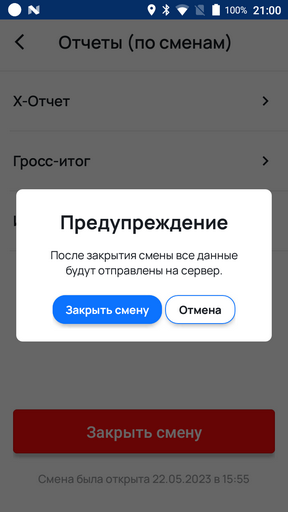 100% 21:00
Отчеты (по сменам)
X-Отчет
Гросс-итог
Предупреждение
После закрытия смены все данные
будут отправлены на сервер.
Закрыть смену Отмена
Закрыть смену
Смена была открыта 22.05.2023 в 15:55